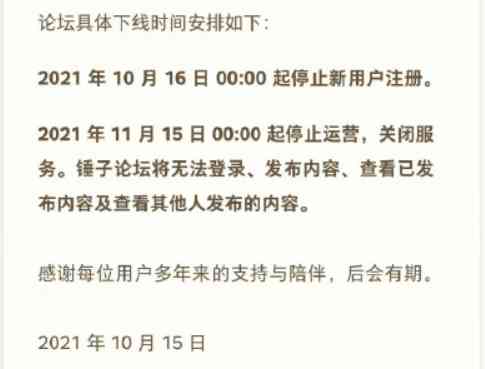 论坛具体下线时间安排如下：
2021 年 10 月 16 日 00:00 起停止新用户注册。
2021 年 11 月 15 日 00:00 起停止运营，关闭服
务。锤子论坛将无法登录、发布内容、查看已发
布内容及查看其他人发布的内容。
感谢每位用户多年来的支持与陪伴，后会有期。
2021 年 10 月 15 日